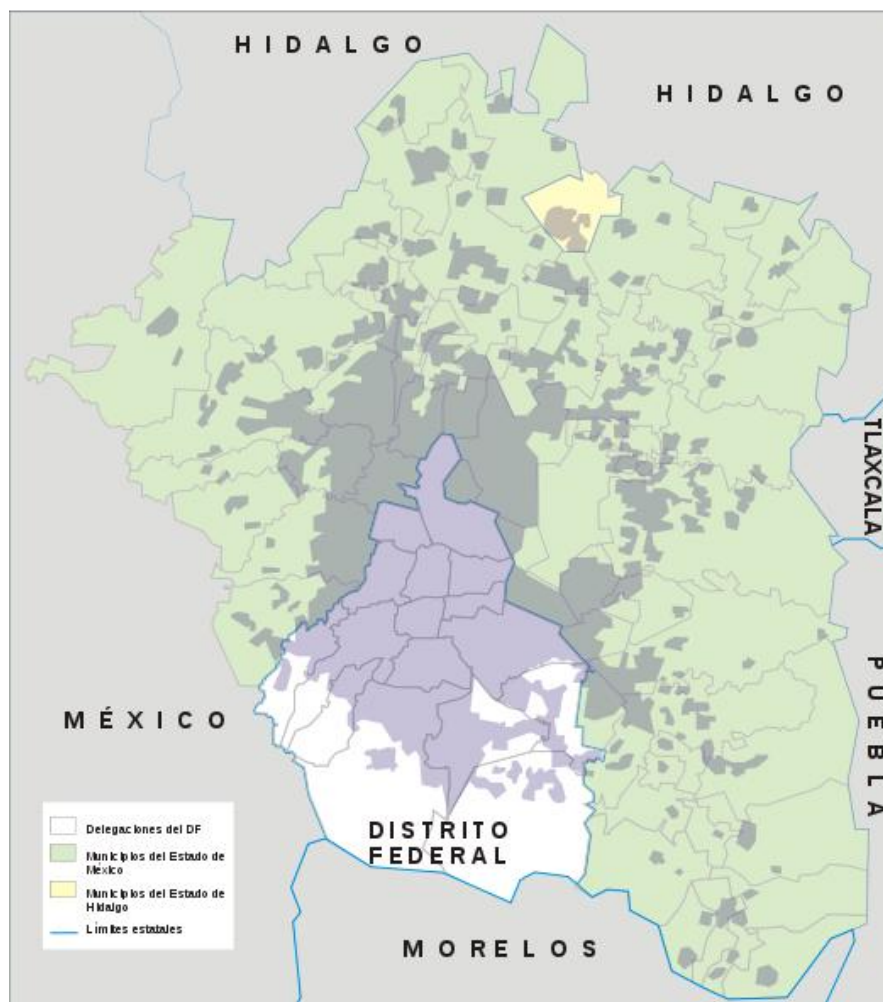 HIDALGO
HIDALGO
TLAXCALA
PUEBLA
MÉXICO
DISTRITO
FEDERAL
MORELOS
Delegaciones del DF
Municipios del Estado de
México
Municipios del Estado de
Hidalgo
Límites estatales